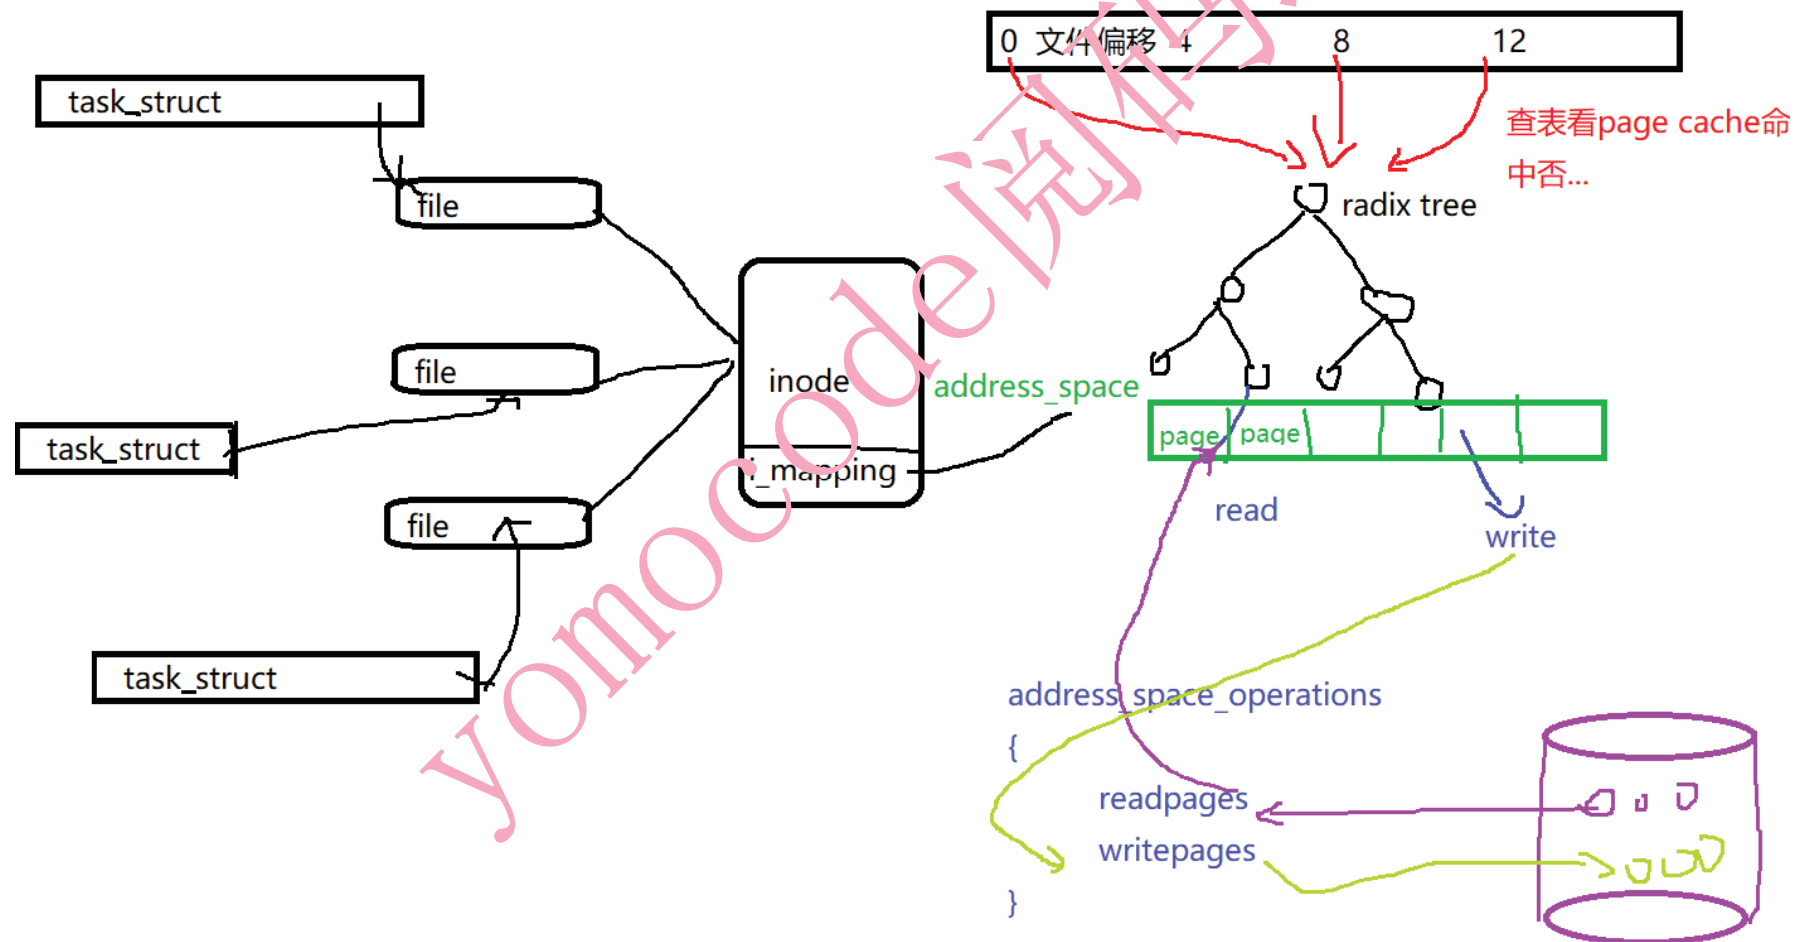 0 文件偏移 4 8 12
task_struct
查表看page cache命
中否...
file
radix tree
file
inode
address_space
page page
task_struct
i_mapping
read
file
write
task_struct
address_space_operations
{
readpages
writepages
}
yomocode阅码